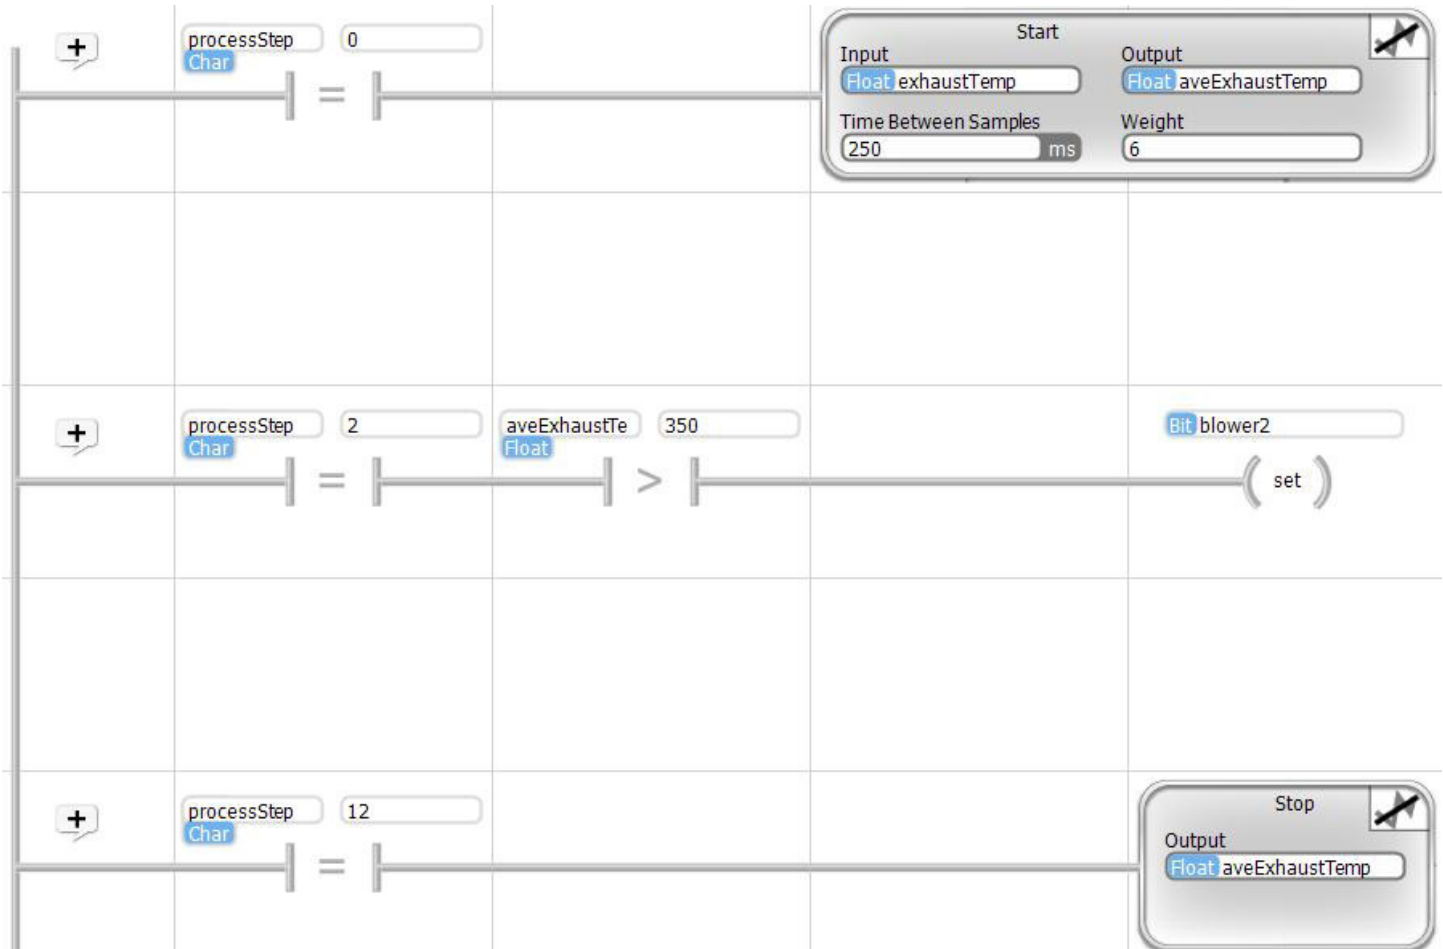 processStep 0
Char
=
Start
Input Output
Float exhaustTemp Float aveExhaustTemp
Time Between Samples Weight
250 ms 6
processStep 2 aveExhaustTe 350 Bit blower2
Char Float
= > set
processStep 12
Char
=
Stop
Output
Float aveExhaustTemp